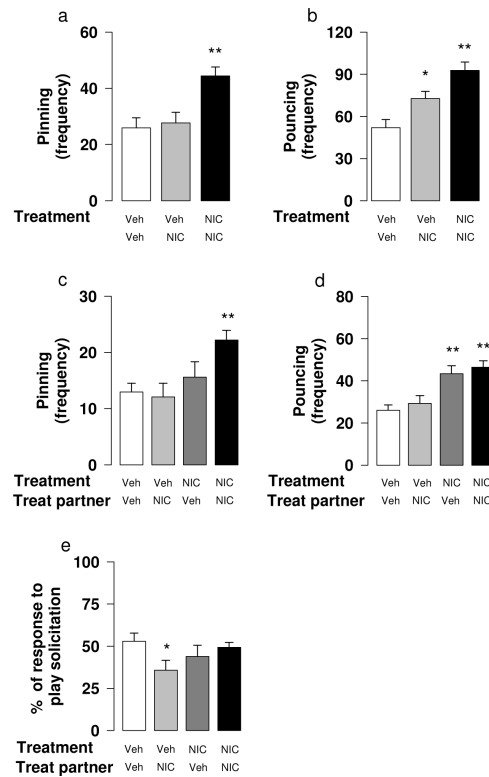 a
Pinning
(frequency)
60
40
20
0
**
Treatment
Veh Veh NIC
Veh NIC NIC
b
Pouncing
(frequency)
120
90
60
30
0
* **
Treatment
Veh Veh NIC
Veh NIC NIC
c
Pinning
(frequency)
30
20
10
0
**
Treatment Veh Veh NIC NIC
Treat partner Veh NIC Veh NIC
d
Pouncing
(frequency)
80
60
40
20
0
** **
Treatment Veh Veh NIC NIC
Treat partner Veh NIC Veh NIC
e
% of response to
play solicitation
100
75
50
25
0
*
Treatment Veh Veh NIC NIC
Treat partner Veh NIC Veh NIC